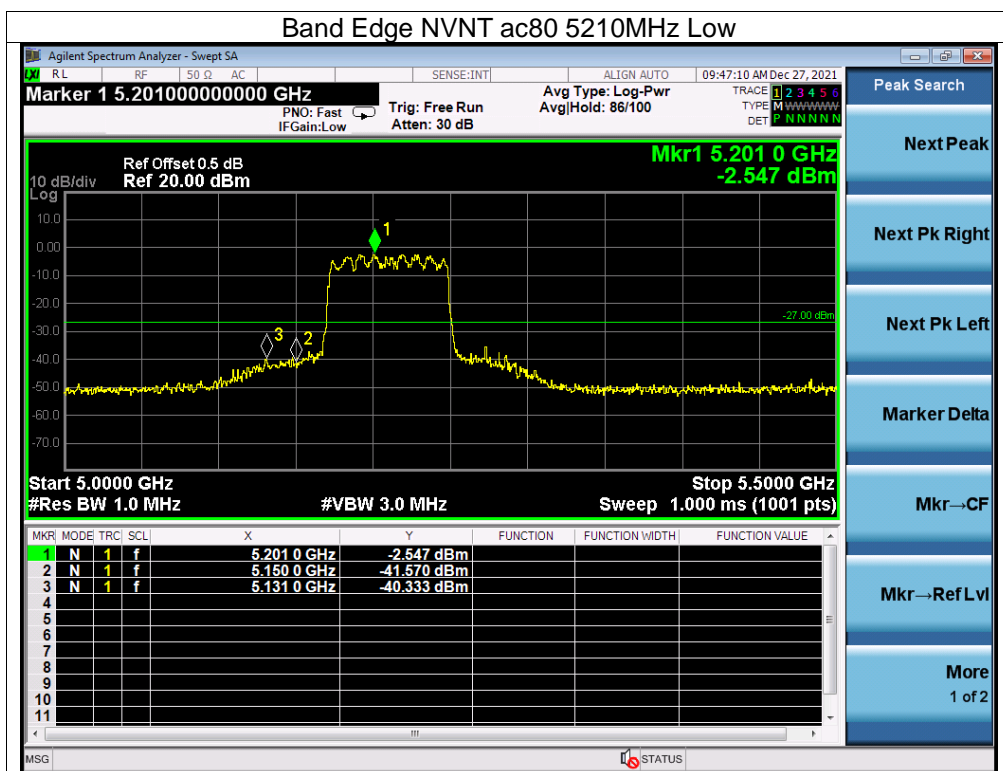 Band Edge NVNT ac80 5210MHz Low
Agilent Spectrum Analyzer - Swept SA
LXI RL RF 50 Ω AC SENSE:INT ALIGN AUTO 09:47:10 AM Dec 27, 2021
Marker 1 5.201000000000 GHz
PNO: Fast
IFGain:Low
Trig: Free Run
Atten: 30 dB
Avg Type: Log-Pwr
Avg|Hold: 86/100
TRACE 1 2 3 4 5 6
TYPE M WWWWW
DET P N N N N N
Mkr1 5.201 0 GHz
-2.547 dBm
Ref Offset 0.5 dB
10 dB/div Ref 20.00 dBm
Log
10.0
0.00
-10.0
-20.0
-30.0
-40.0
-50.0
-60.0
-70.0
1
3
2
-27.00 dBm
Start 5.0000 GHz Stop 5.5000 GHz
#Res BW 1.0 MHz #VBW 3.0 MHz Sweep 1.000 ms (1001 pts)
MKR MODE TRC SCL X Y FUNCTION FUNCTION WIDTH FUNCTION VALUE
1 N 1 f 5.201 0 GHz -2.547 dBm
2 N 1 f 5.150 0 GHz -41.570 dBm
3 N 1 f 5.131 0 GHz -40.333 dBm
4
5
6
7
8
9
10
11
MSG STATUS
Peak Search
Next Peak
Next Pk Right
Next Pk Left
Marker Delta
Mkr→CF
Mkr→Ref Lvl
More
1 of 2